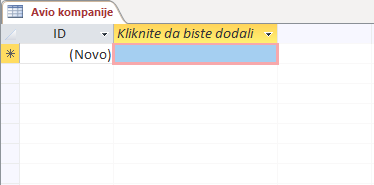 Avio kompanije
ID Kliknite da biste dodali
* (Novo)